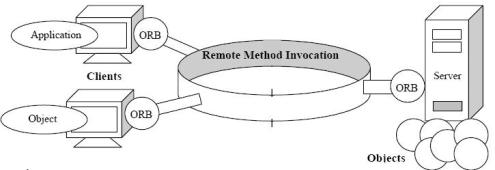 Application
ORB
Remote Method Invocation
Clients
Server
ORB
Object
ORB
Objects